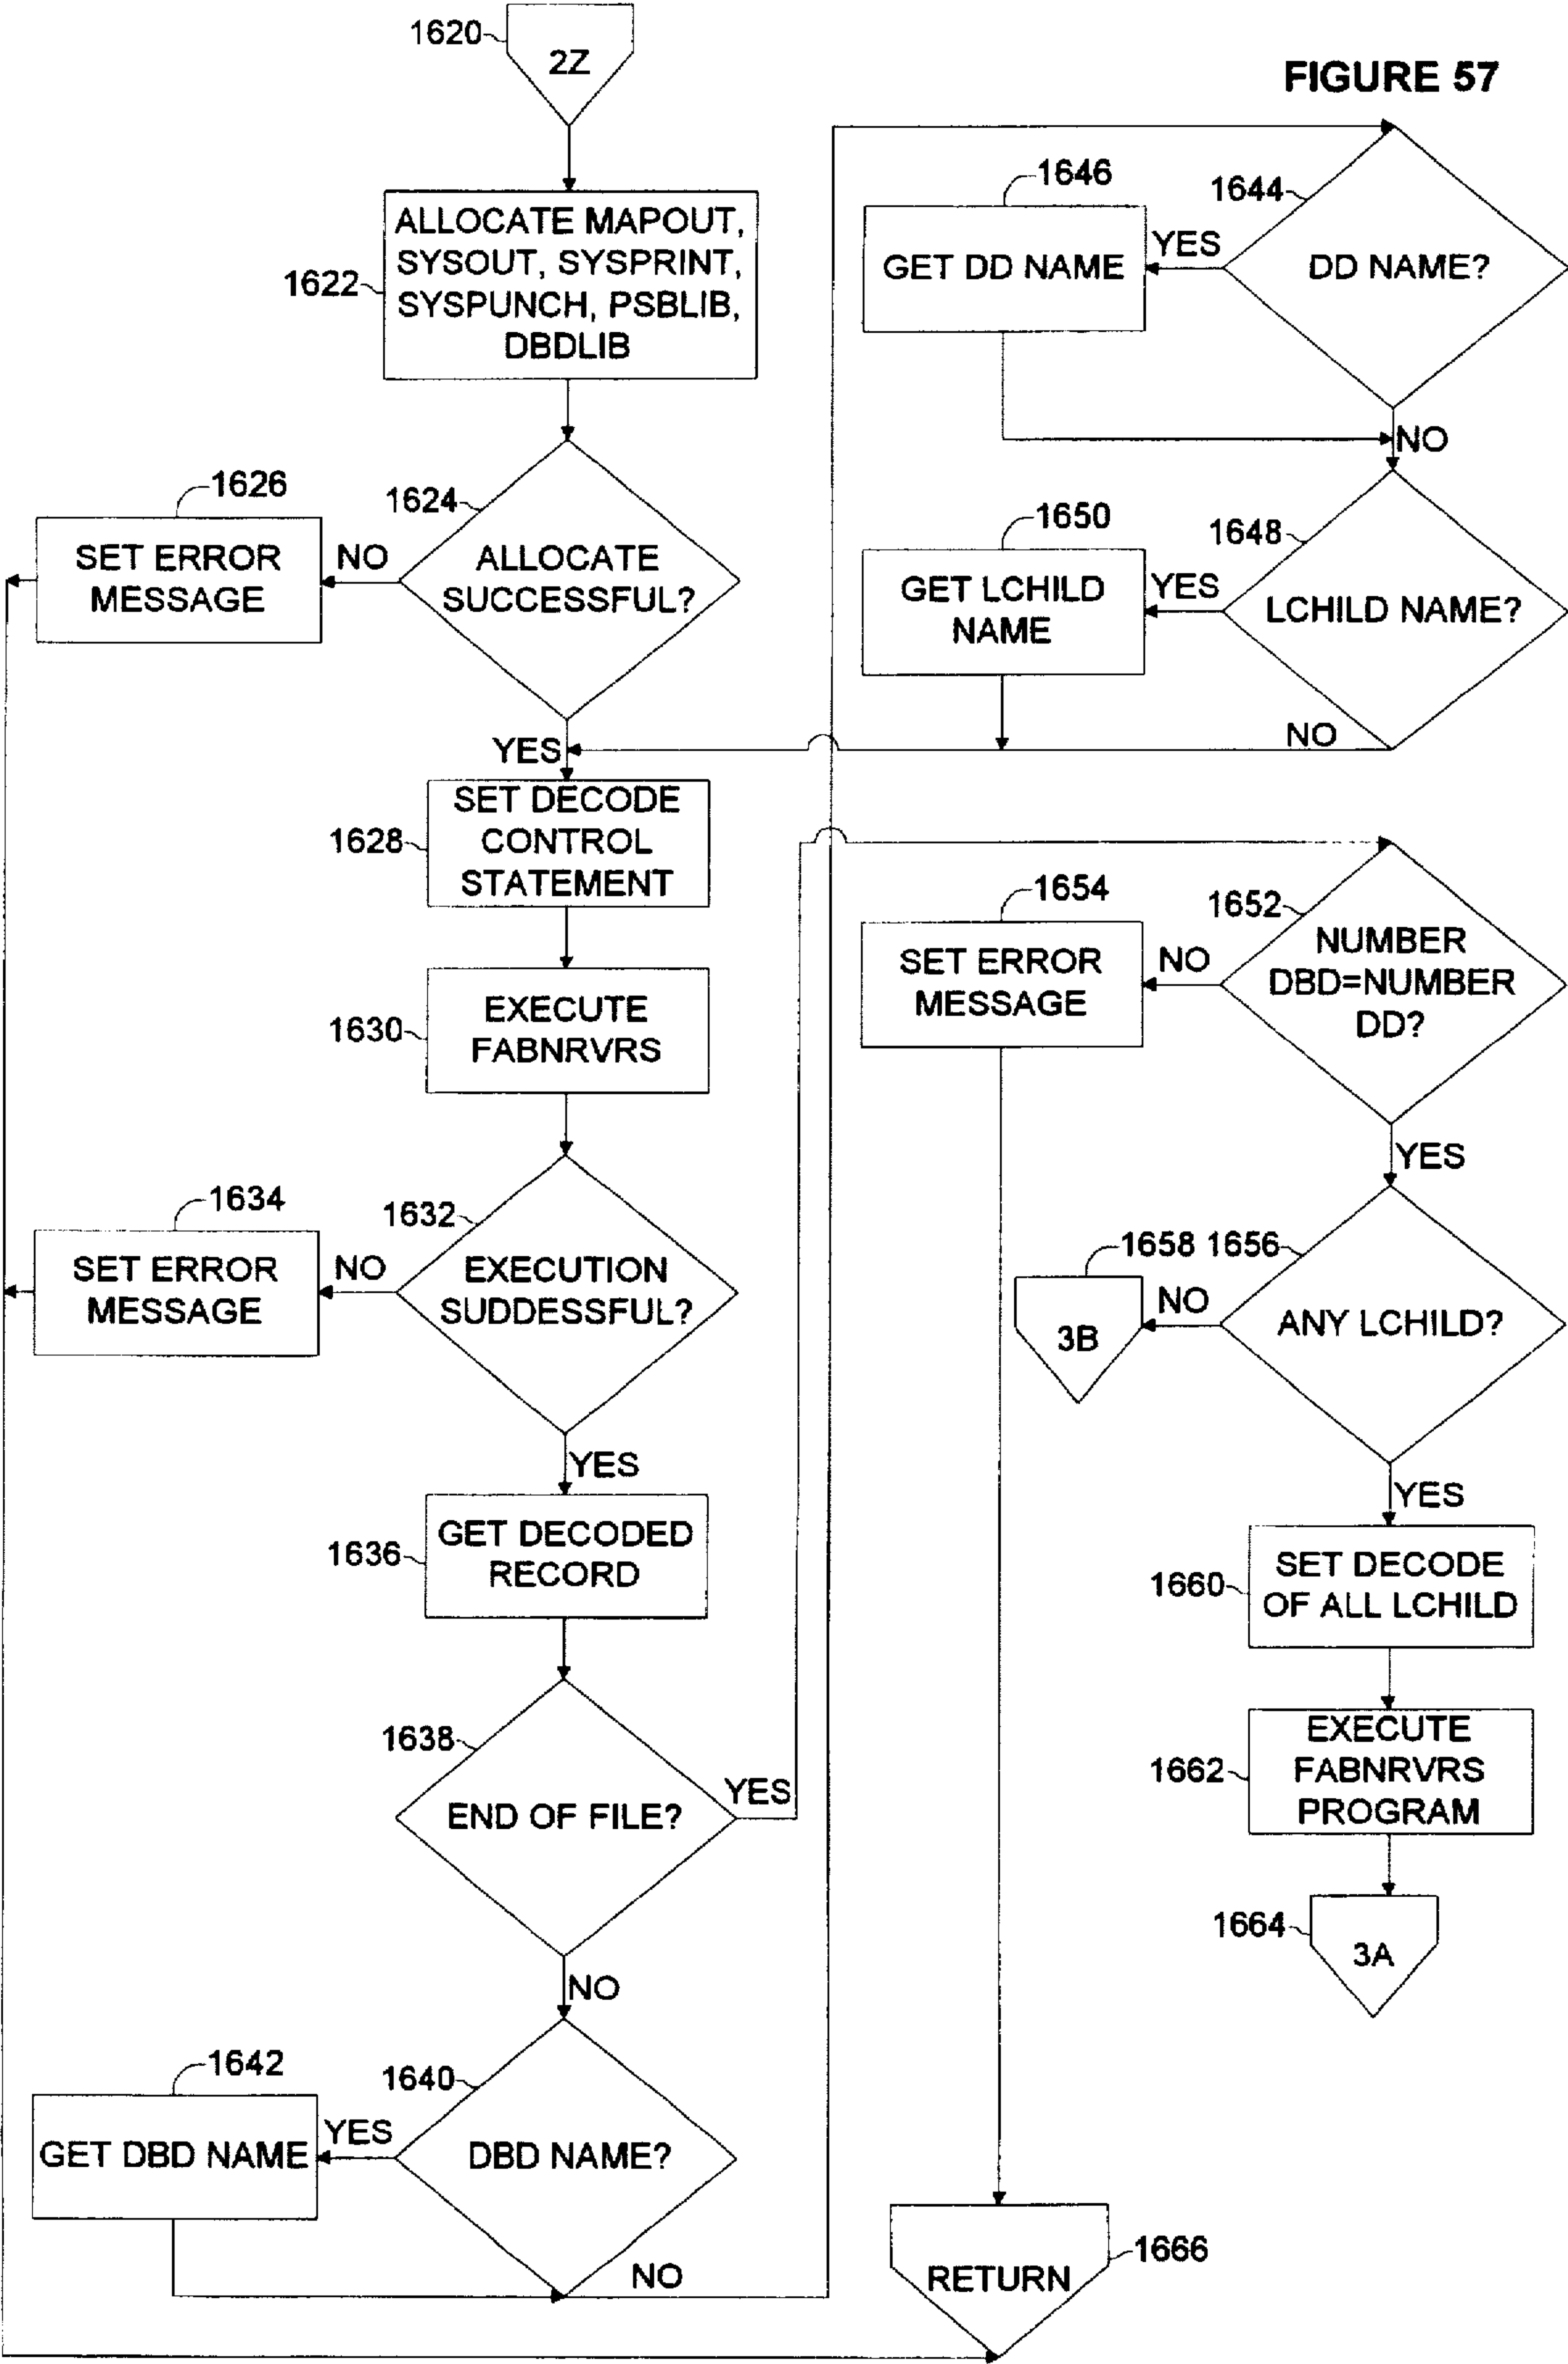 FIGURE 57
1620
2Z
1622
ALLOCATE MAPOUT,
SYSOUT, SYSPRINT,
SYSPUNCH, PSBLIB,
DBDLIB
1624
ALLOCATE
SUCCESSFUL?
NO
1626
SET ERROR
MESSAGE
YES
1628
SET DECODE
CONTROL
STATEMENT
1630
EXECUTE
FABNRVRS
1632
EXECUTION
SUDDESSFUL?
NO
1634
SET ERROR
MESSAGE
YES
1636
GET DECODED
RECORD
1638
END OF FILE?
YES
NO
1640
DBD NAME?
YES
1642
GET DBD NAME
NO
1644
DD NAME?
YES
1646
GET DD NAME
NO
1648
LCHILD NAME?
YES
1650
GET LCHILD
NAME
NO
1652
NUMBER
DBD=NUMBER
DD?
NO
1654
SET ERROR
MESSAGE
YES
1656
ANY LCHILD?
NO
1658
3B
YES
1660
SET DECODE
OF ALL LCHILD
1662
EXECUTE
FABNRVRS
PROGRAM
1664
3A
1666
RETURN